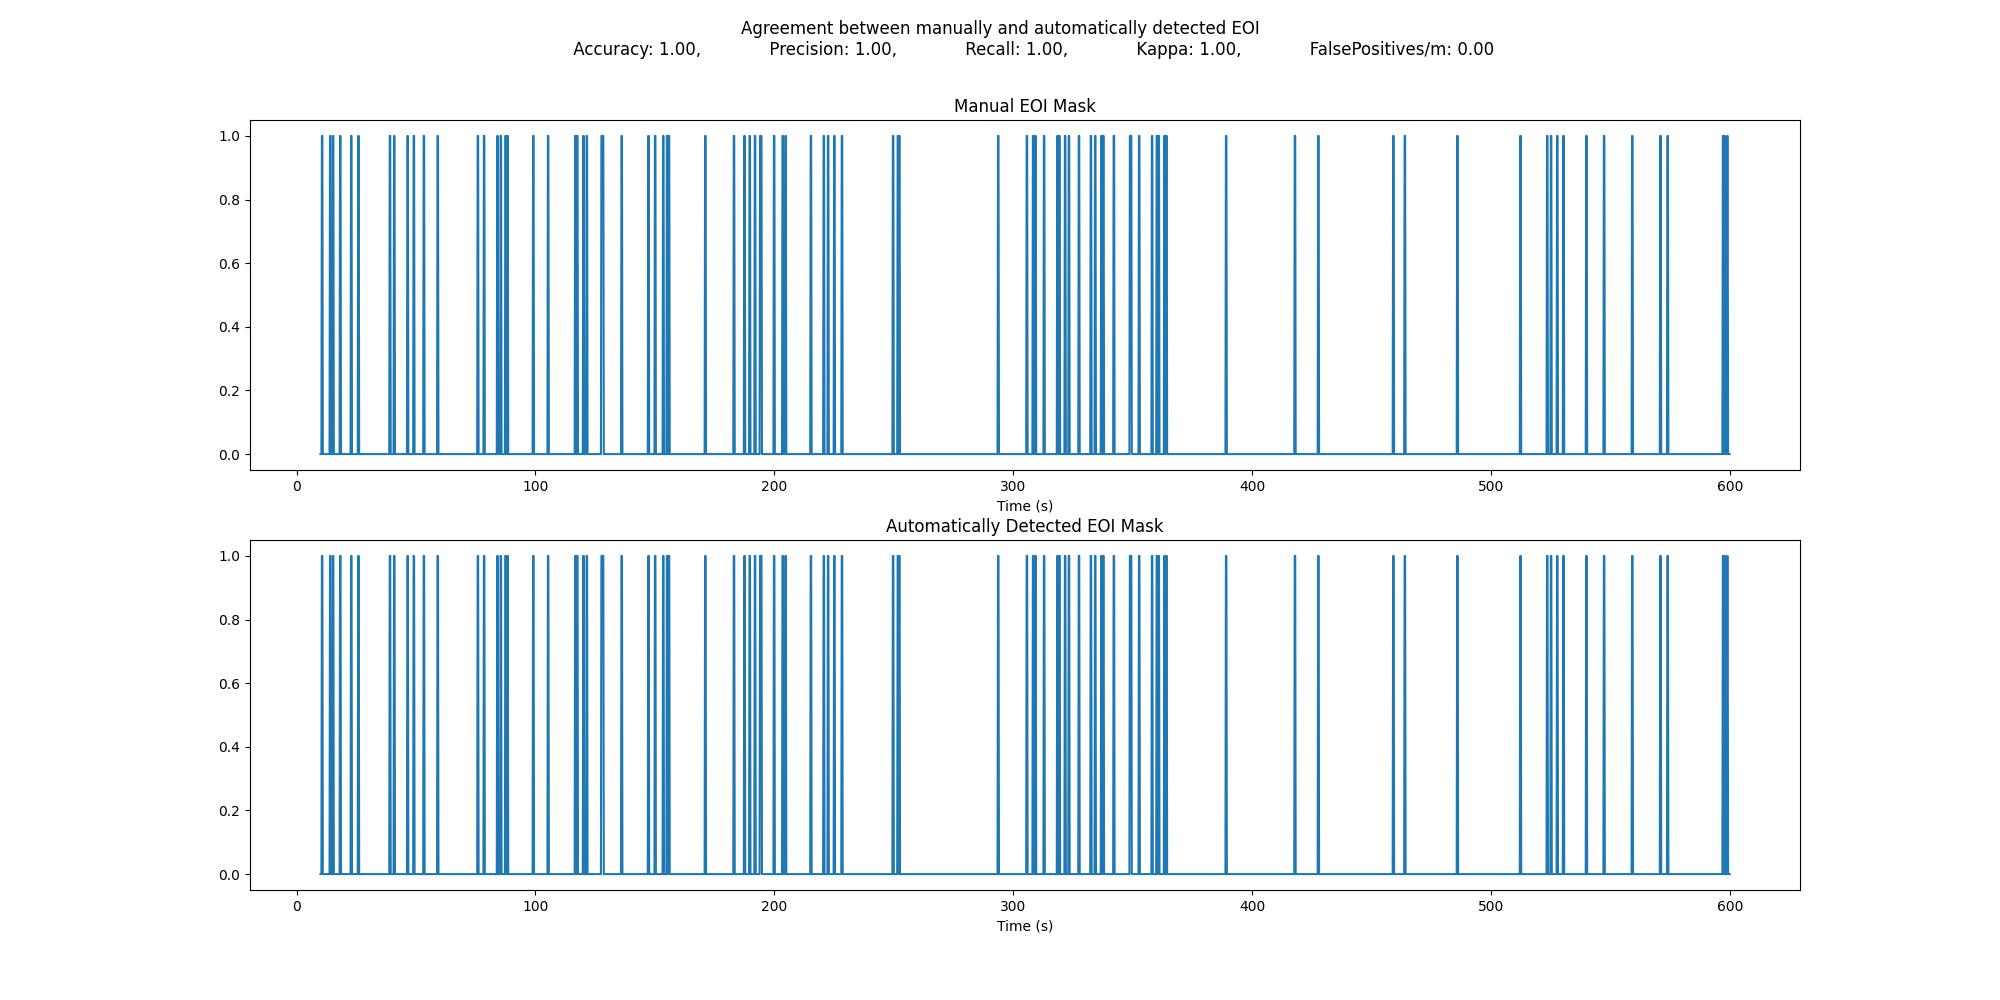 Agreement between manually and automatically detected EOI
Accuracy: 1.00, Precision: 1.00, Recall: 1.00, Kappa: 1.00, FalsePositives/m: 0.00
Manual EOI Mask
1.0
0.8
0.6
0.4
0.2
0.0
0 100 200 300 400 500 600
Time (s)
Automatically Detected EOI Mask
1.0
0.8
0.6
0.4
0.2
0.0
0 100 200 300 400 500 600
Time (s)